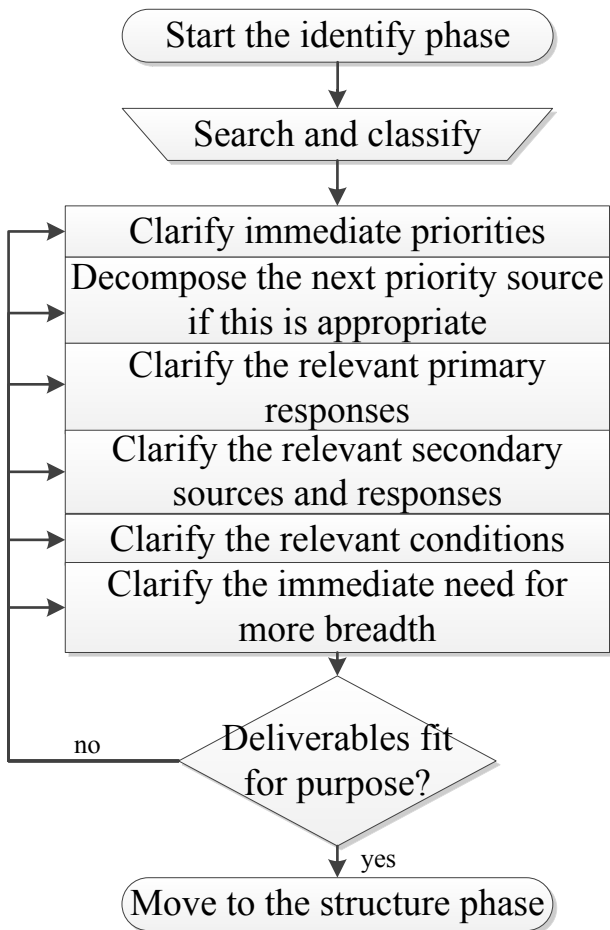 Start the identify phase
Search and classify
Clarify immediate priorities
Decompose the next priority source
if this is appropriate
Clarify the relevant primary
responses
Clarify the relevant secondary
sources and responses
Clarify the relevant conditions
Clarify the immediate need for
more breadth
Deliverables fit
for purpose?
no
yes
Move to the structure phase